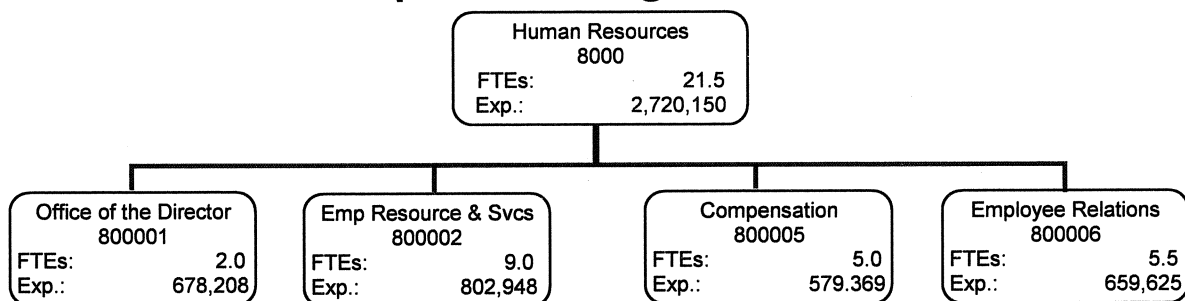 Human Resources
8000
FTEs: 21.5
Exp.: 2,720,150
Office of the Director
800001
FTEs: 2.0
Exp.: 678,208
Emp Resource & Svcs
800002
FTEs: 9.0
Exp.: 802,948
Compensation
800005
FTEs: 5.0
Exp.: 579.369
Employee Relations
800006
FTEs: 5.5
Exp.: 659,625